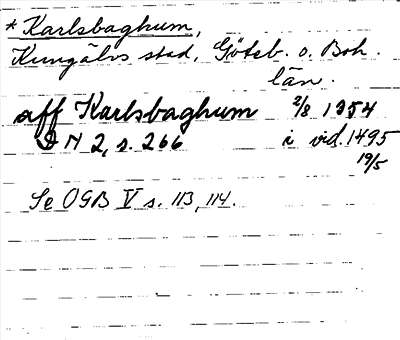 * Karlsbaghum,
Kungälvs stad, Göteb. o. Boh.
län.
aff Karlsbaghum 2/8 1354
DN 2, s. 266 i vid. 1495
19/5
Se OGB V s. 113, 114.